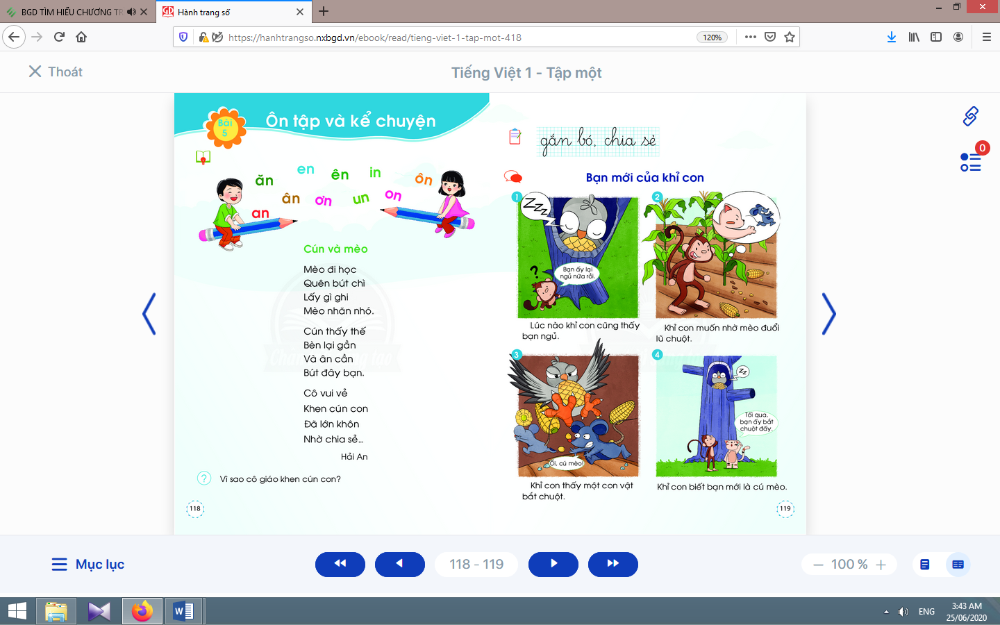 BGD TÌM HIỂU CHƯƠNG TR
Hành trang số
https://hanhtrangso.nxbgd.vn/ebook/read/tieng-viet-1-tap-mot-418
120%
Thoát
Tiếng Việt 1 - Tập một
0
Bài
5
Ôn tập và kể chuyện
ăn
en
ên
in
ôn
ân
ơn
un
on
an
Cún và mèo
Mèo đi học
Quên bút chì
Lấy gì ghi
Mèo nhăn nhó.
Cún thấy thế
Bèn lại gần
Và ân cần
Bút đây bạn.
Cô vui vẻ
Khen cún con
Đã lớn khôn
Nhờ chia sẻ...
Hải An
?
Vì sao cô giáo khen cún con?
118
gắn bó, chia sẻ
Bạn mới của khỉ con
1
Zzzz
?
Bạn ấy lại
ngủ nữa rồi.
Lúc nào khỉ con cũng thấy
bạn ngủ.
2
Khỉ con muốn nhờ mèo đuổi
lũ chuột.
3
Ôi, cú mèo!
Khỉ con thấy một con vật
bắt chuột.
4
ZZ
Tối qua,
bạn ấy bắt
chuột đấy.
Khỉ con biết bạn mới là cú mèo.
119
Mục lục
118 - 119
100 %
ENG
3:43 AM
25/06/2020